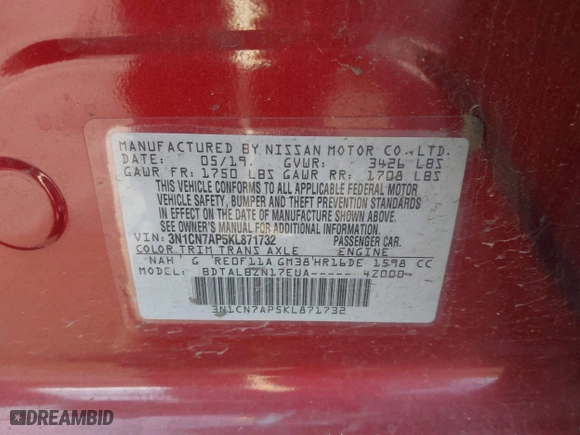 MANUFACTURED BY NISSAN MOTOR CO., LTD.
DATE: 05/19 GVWR: 3426 LBS
GAWR FR: 1750 LBS GAWR RR: 1708 LBS
THIS VEHICLE CONFORMS TO ALL APPLICABLE FEDERAL MOTOR
VEHICLE SAFETY, BUMPER AND THEFT PREVENTION STANDARDS
IN EFFECT ON THE DATE OF MANUFACTURE SHOWN ABOVE.
SEE OWNER'S MANUAL FOR ADDITIONAL INFORMATION.
VIN: 3N1CN7AP5KL871732 PASSENGER CAR.
COLOR TRIM TRANS AXLE ENGINE
NAH G RE0F11A GM38 HR16DE 1598 CC
BDTALBZN17EUA----- 4Z000-
3N1CN7AP5KL871732
DREAMBID